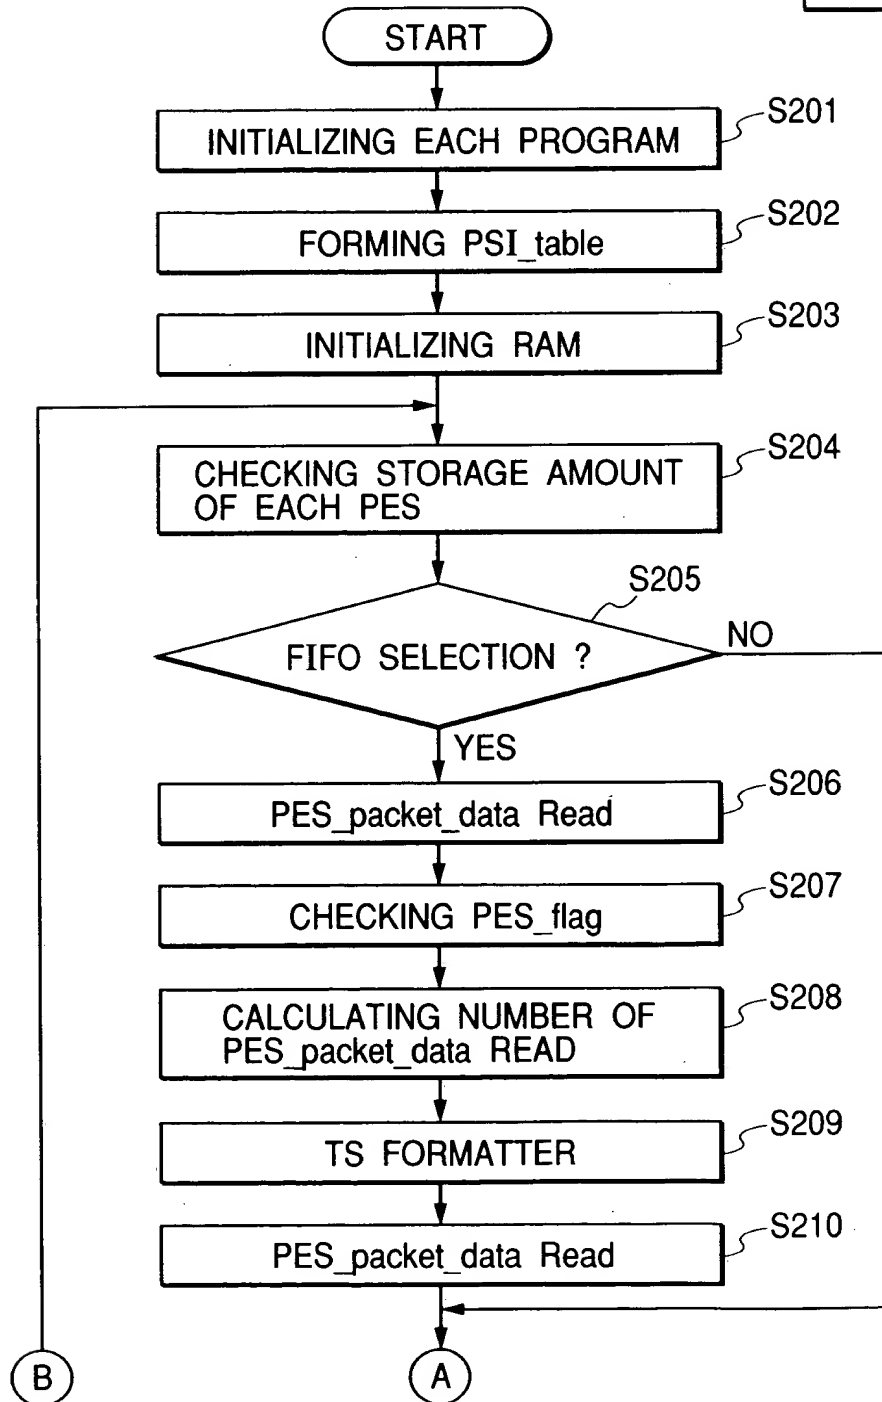 START
S201
INITIALIZING EACH PROGRAM
S202
FORMING PSI_table
S203
INITIALIZING RAM
S204
CHECKING STORAGE AMOUNT
OF EACH PES
S205
FIFO SELECTION ?
NO
YES
S206
PES_packet_data Read
S207
CHECKING PES_flag
S208
CALCULATING NUMBER OF
PES_packet_data READ
S209
TS FORMATTER
S210
PES_packet_data Read
B
A